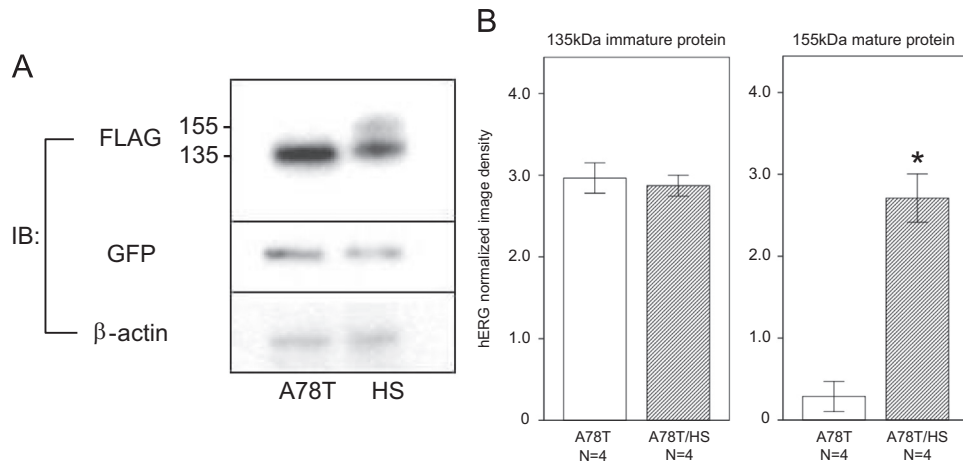 A
IB:
FLAG
155
135
GFP
β-actin
A78T HS
B
135kDa immature protein
155kDa mature protein
hERG normalized image density
4.0
3.0
2.0
1.0
0
A78T
N=4
A78T/HS
N=4
4.0
3.0
2.0
1.0
0
*
A78T
N=4
A78T/HS
N=4